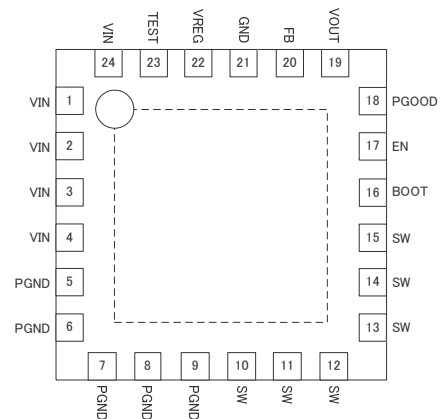 VIN TEST VREG GND FB VOUT
24 23 22 21 20 19
VIN 1 18 PGOOD
VIN 2 17 EN
VIN 3 16 BOOT
VIN 4 15 SW
PGND 5 14 SW
PGND 6 13 SW
7 8 9 10 11 12
PGND PGND PGND SW SW SW